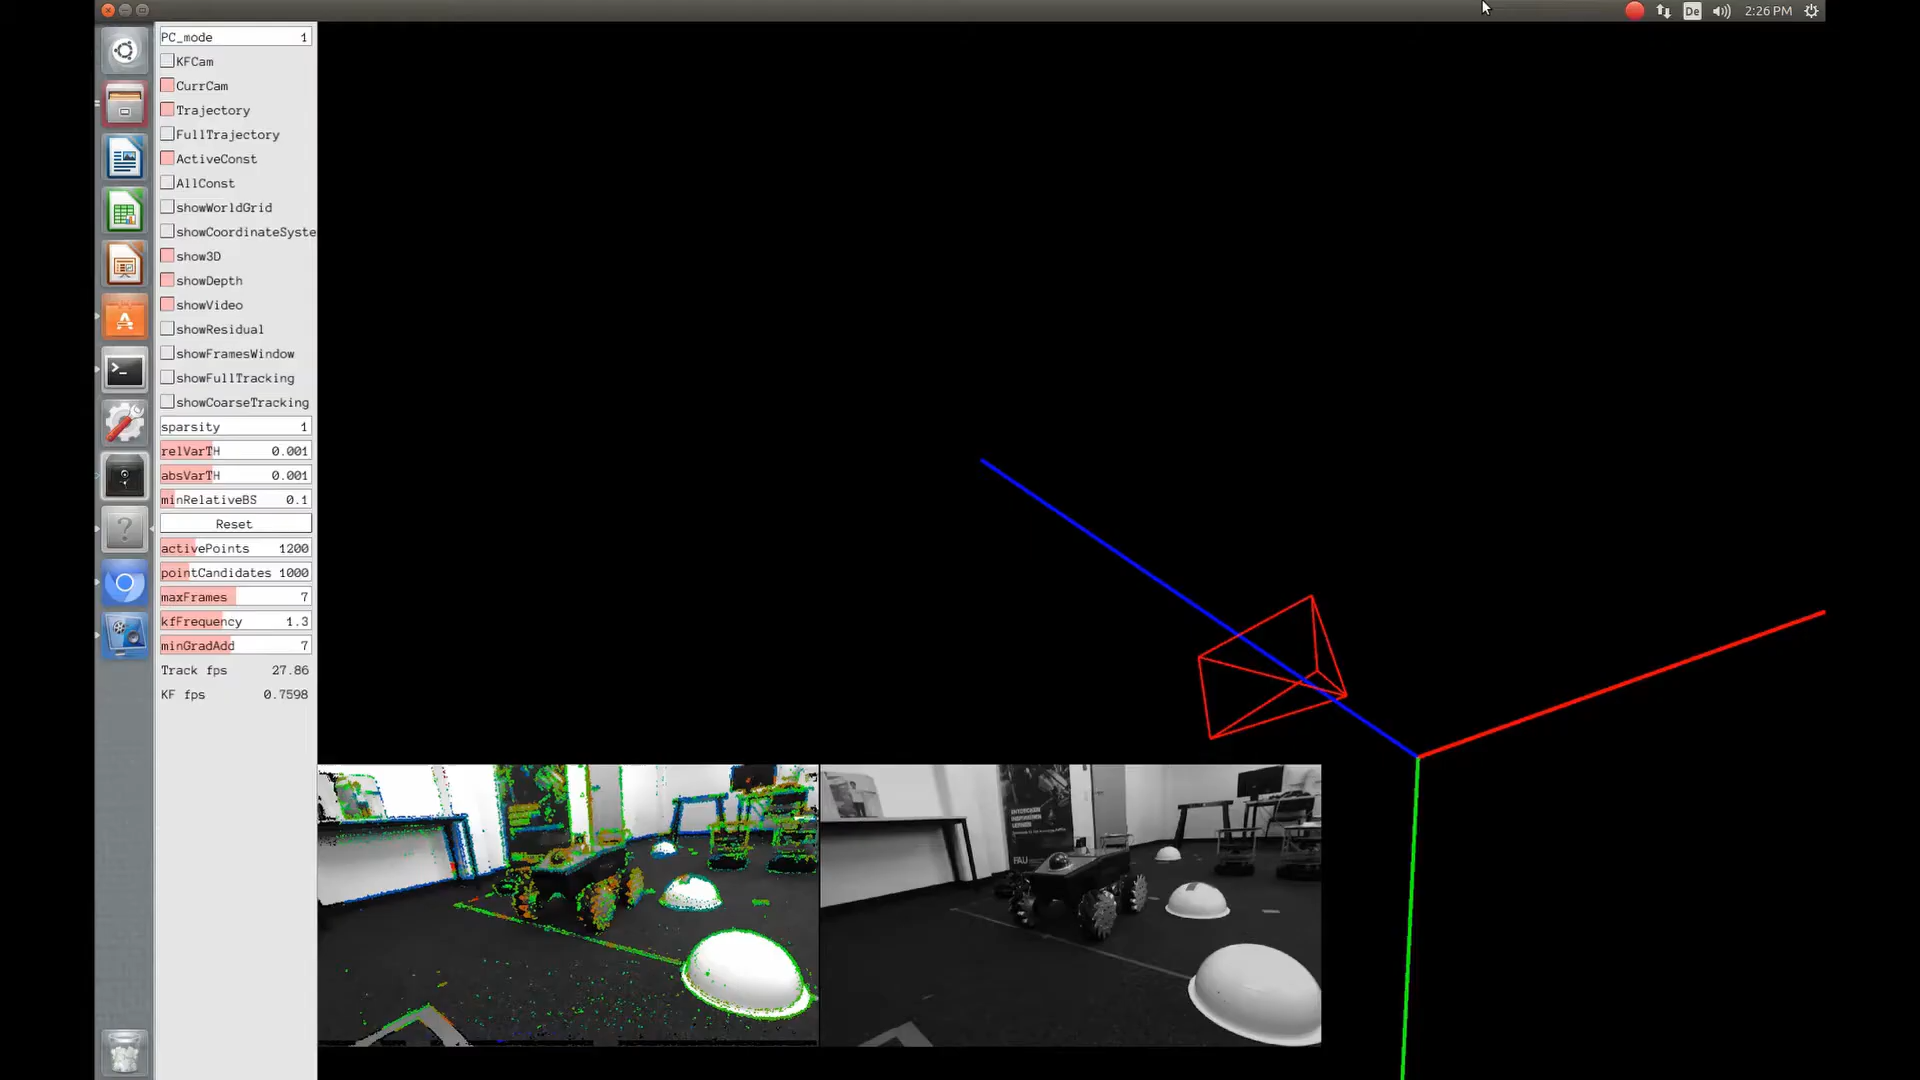 De
2:26 PM
PC_mode 1
KFCam
CurrCam
Trajectory
FullTrajectory
ActiveConst
AllConst
showWorldGrid
showCoordinateSyste
show3D
showDepth
showVideo
showResidual
showFramesWindow
showFullTracking
showCoarseTracking
sparsity 1
relVarTH 0.001
absVarTH 0.001
minRelativeBS 0.1
Reset
activePoints 1200
pointCandidates 1000
maxFrames 7
kfFrequency 1.3
minGradAdd 7
Track fps 27.86
KF fps 0.7598
FAU